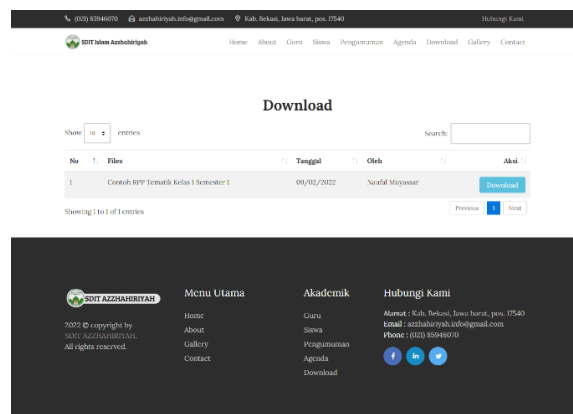 (021) 85946070 azzhahiriyah.info@gmail.com Kab. Bekasi, Jawa barat, pos. 17540 Hubungi Kami
SDIT Islam Azzhahiriyah Home About Guru Siswa Pengumuman Agenda Download Gallery Contact
Download
Show 10 entries Search:
No Files Tanggal Oleh Aksi
1 Contoh RPP Tematik Kelas 1 Semester 1 09/02/2022 Naufal Muyassar Download
Showing 1 to 1 of 1 entries Previous 1 Next
SDIT AZZHAHIRIYAH
2022 © copyright by
SDIT AZZHAHIRIYAH.
All rights reserved.
Menu Utama
Home
About
Gallery
Contact
Akademik
Guru
Siswa
Pengumuman
Agenda
Download
Hubungi Kami
Alamat : Kab. Bekasi, Jawa barat, pos. 17540
Email : azzhahiriyah.info@gmail.com
Phone : (021) 85946070